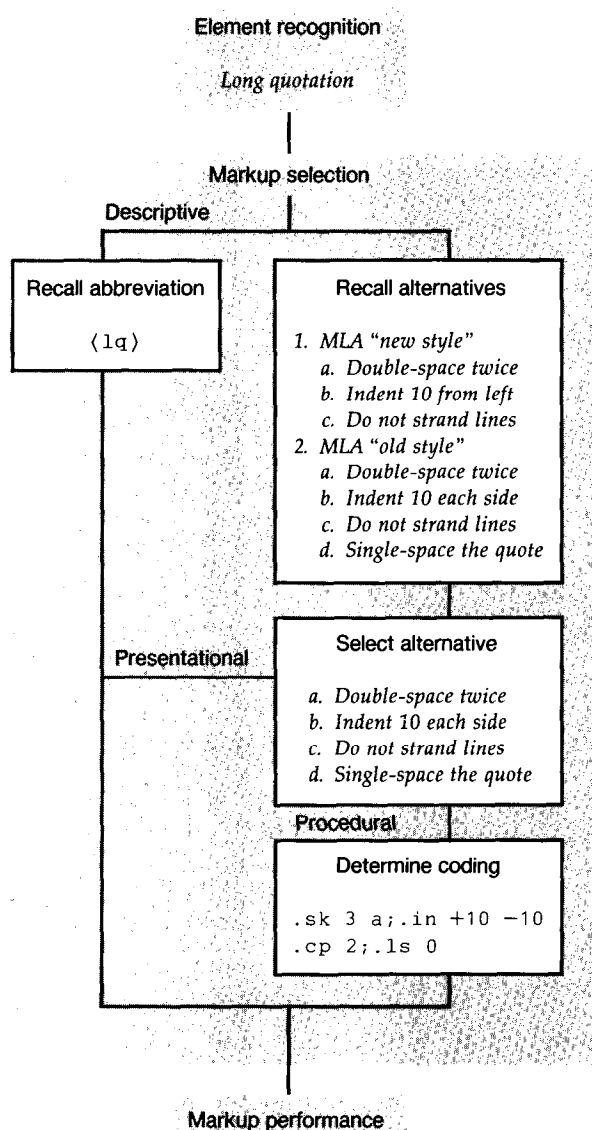 Element recognition
Long quotation
Markup selection
Descriptive
Recall abbreviation
⟨lq⟩
Recall alternatives
1. MLA "new style"
a. Double-space twice
b. Indent 10 from left
c. Do not strand lines
2. MLA "old style"
a. Double-space twice
b. Indent 10 each side
c. Do not strand lines
d. Single-space the quote
Presentational
Select alternative
a. Double-space twice
b. Indent 10 each side
c. Do not strand lines
d. Single-space the quote
Procedural
Determine coding
.sk 3 a;.in +10 −10
.cp 2;.ls 0
Markup performance